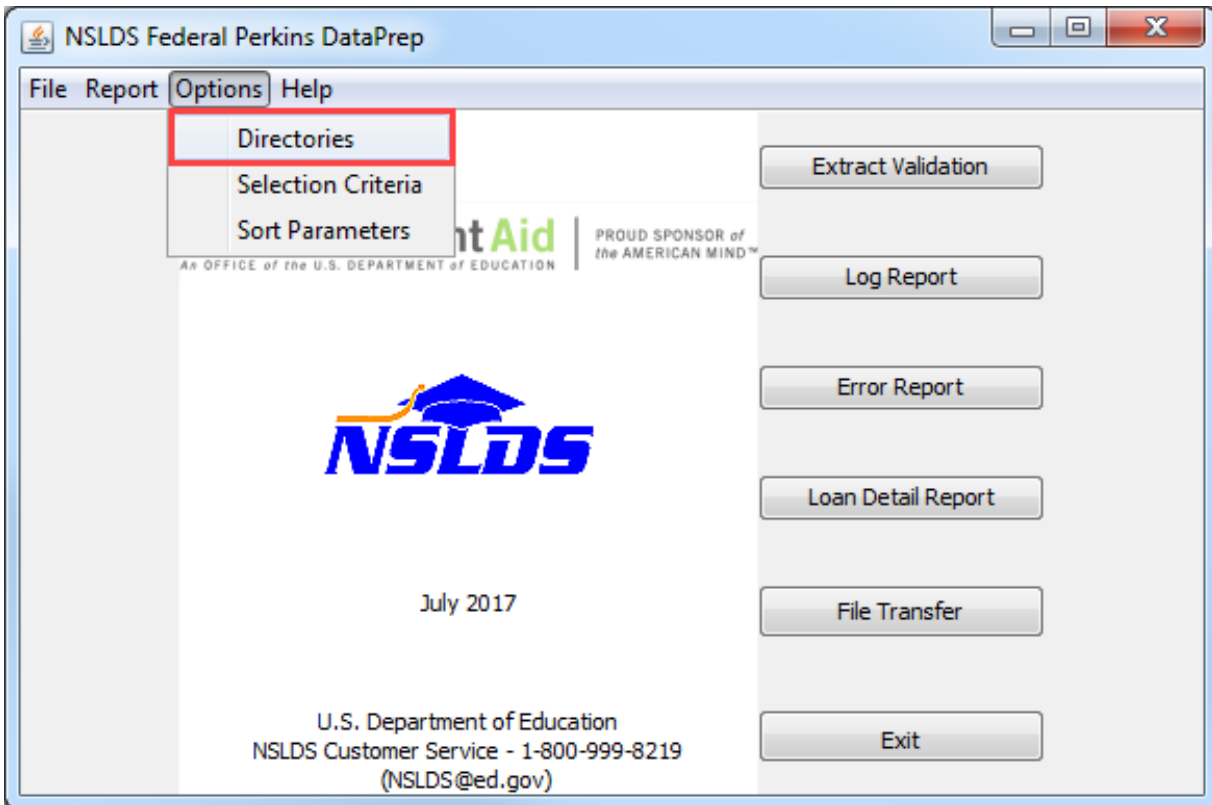 NSLDS Federal Perkins DataPrep
File Report Options Help
Directories
Selection Criteria
Sort Parameters
Aid
PROUD SPONSOR of
the AMERICAN MIND™
An OFFICE of the U.S. DEPARTMENT of EDUCATION
NSLDS
July 2017
U.S. Department of Education
NSLDS Customer Service - 1-800-999-8219
(NSLDS@ed.gov)
Extract Validation
Log Report
Error Report
Loan Detail Report
File Transfer
Exit